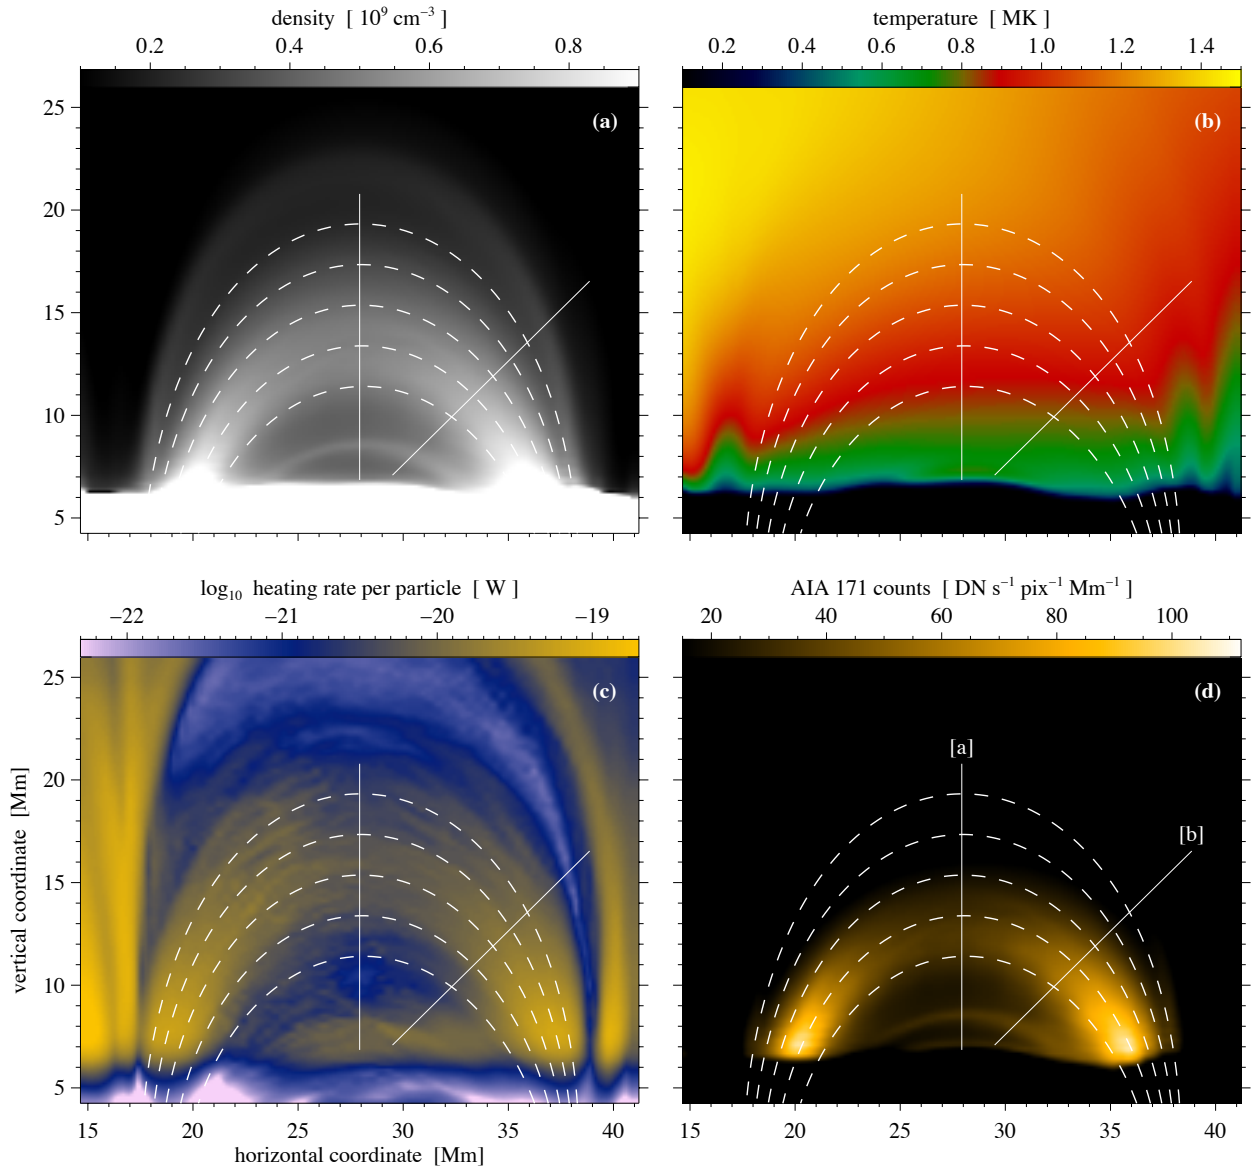 density [ 10⁹ cm⁻³ ]
0.2 0.4 0.6 0.8
temperature [ MK ]
0.2 0.4 0.6 0.8 1.0 1.2 1.4
(a)
(b)
25
20
15
10
5
log₁₀ heating rate per particle [ W ]
−22 −21 −20 −19
AIA 171 counts [ DN s⁻¹ pix⁻¹ Mm⁻¹ ]
20 40 60 80 100
(c)
(d)
[a]
[b]
25
20
15
10
5
vertical coordinate [Mm]
15 20 25 30 35 40
horizontal coordinate [Mm]
15 20 25 30 35 40